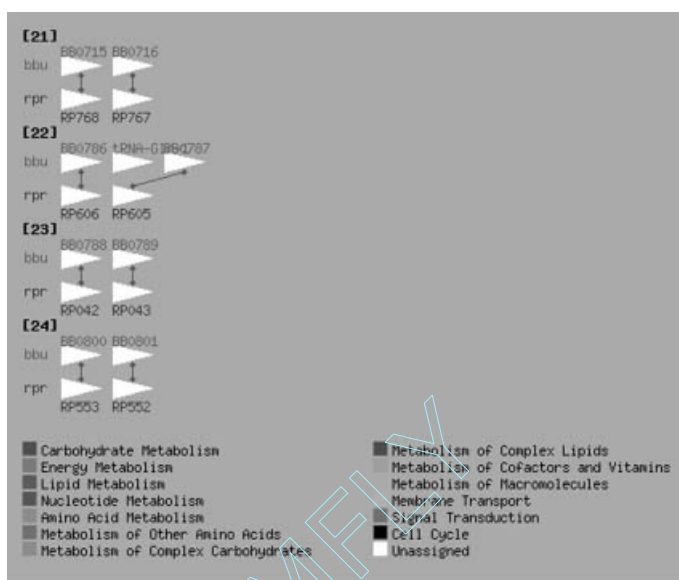 [21]
BB0715 BB0716
bbu
rpr
RP768 RP767
[22]
BB0786
bbu
rpr
RP606 RP605
[23]
BB0788 BB0789
bbu
rpr
RP042 RP043
[24]
BB0800 BB0801
bbu
rpr
RP553 RP552
Carbohydrate Metabolism
Energy Metabolism
Lipid Metabolism
Nucleotide Metabolism
Amino Acid Metabolism
Metabolism of Other Amino Acids
Metabolism of Complex Carbohydrates
Metabolism of Complex Lipids
Metabolism of Cofactors and Vitamins
Metabolism of Macromolecules
Membrane Transport
Signal Transduction
Cell Cycle
Unassigned